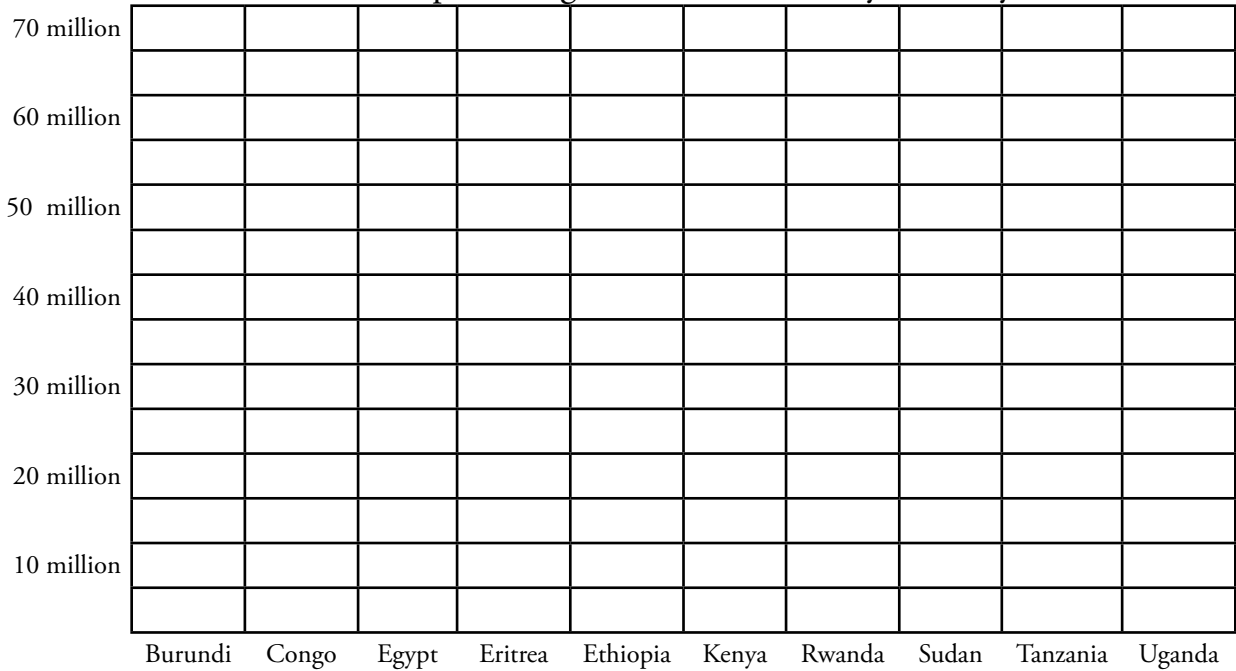 70 million
60 million
50 million
40 million
30 million
20 million
10 million
Burundi Congo Egypt Eritrea Ethiopia Kenya Rwanda Sudan Tanzania Uganda